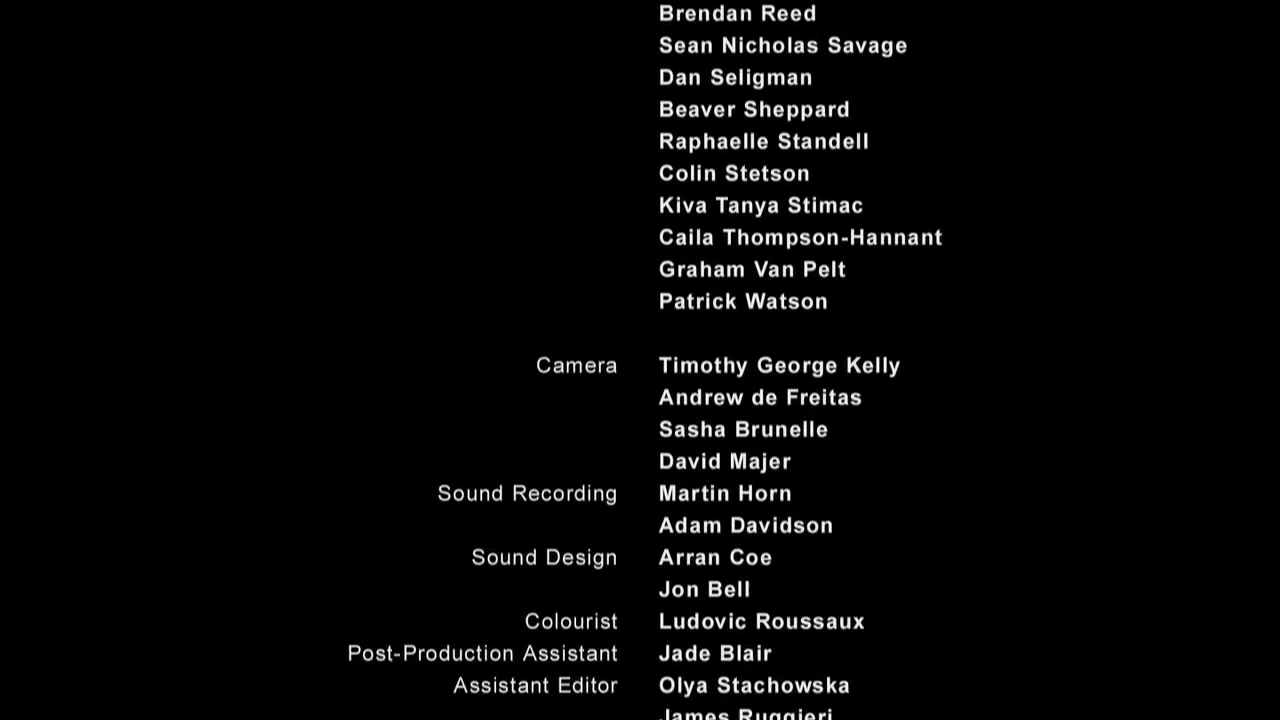 Brendan Reed
Sean Nicholas Savage
Dan Seligman
Beaver Sheppard
Raphaelle Standell
Colin Stetson
Kiva Tanya Stimac
Caila Thompson-Hannant
Graham Van Pelt
Patrick Watson
Camera Timothy George Kelly
Andrew de Freitas
Sasha Brunelle
David Majer
Sound Recording Martin Horn
Adam Davidson
Sound Design Arran Coe
Jon Bell
Colourist Ludovic Roussaux
Post-Production Assistant Jade Blair
Assistant Editor Olya Stachowska
James Ruggieri